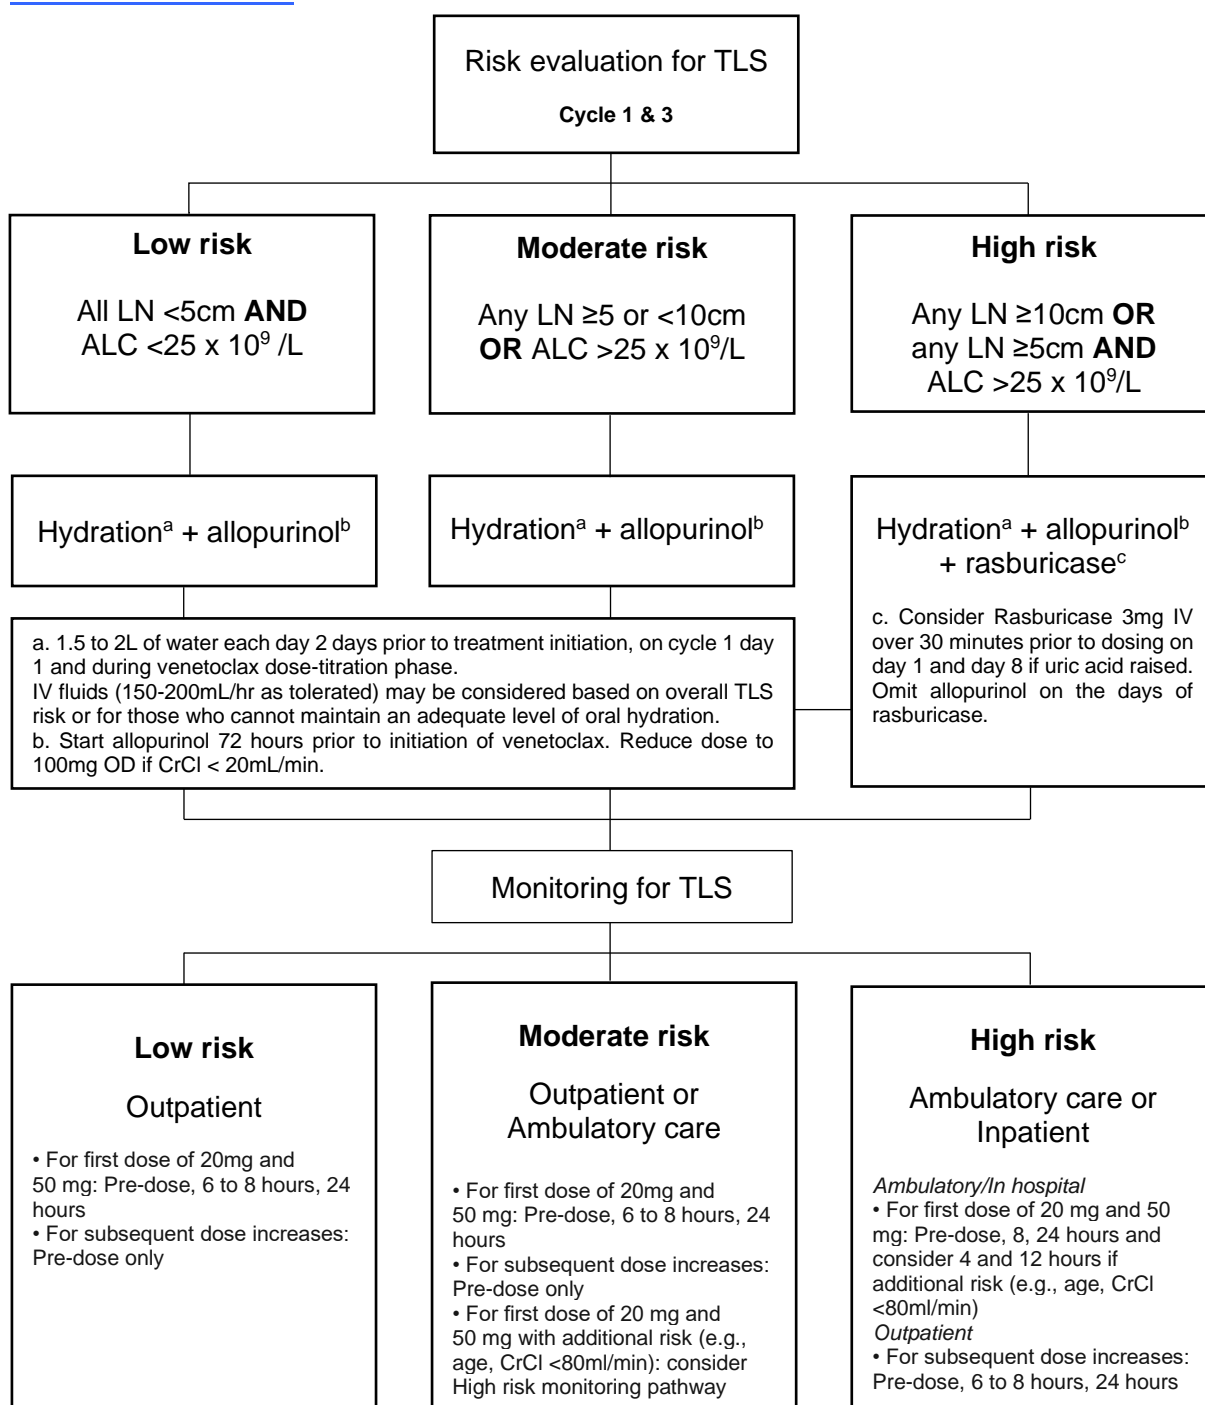 Risk evaluation for TLS
Cycle 1 & 3
Low risk
All LN <5cm AND
ALC <25 x 10⁹ /L
Moderate risk
Any LN ≥5 or <10cm
OR ALC >25 x 10⁹/L
High risk
Any LN ≥10cm OR
any LN ≥5cm AND
ALC >25 x 10⁹/L
Hydrationᵃ + allopurinolᵇ
Hydrationᵃ + allopurinolᵇ
Hydrationᵃ + allopurinolᵇ
+ rasburicaseᶜ
c. Consider Rasburicase 3mg IV
over 30 minutes prior to dosing on
day 1 and day 8 if uric acid raised.
Omit allopurinol on the days of
rasburicase.
a. 1.5 to 2L of water each day 2 days prior to treatment initiation, on cycle 1 day
1 and during venetoclax dose-titration phase.
IV fluids (150-200mL/hr as tolerated) may be considered based on overall TLS
risk or for those who cannot maintain an adequate level of oral hydration.
b. Start allopurinol 72 hours prior to initiation of venetoclax. Reduce dose to
100mg OD if CrCl < 20mL/min.
Monitoring for TLS
Low risk
Outpatient
• For first dose of 20mg and
50 mg: Pre-dose, 6 to 8 hours, 24
hours
• For subsequent dose increases:
Pre-dose only
Moderate risk
Outpatient or
Ambulatory care
• For first dose of 20mg and
50 mg: Pre-dose, 6 to 8 hours, 24
hours
• For subsequent dose increases:
Pre-dose only
• For first dose of 20 mg and
50 mg with additional risk (e.g.,
age, CrCl <80ml/min): consider
High risk monitoring pathway
High risk
Ambulatory care or
Inpatient
Ambulatory/In hospital
• For first dose of 20 mg and 50
mg: Pre-dose, 8, 24 hours and
consider 4 and 12 hours if
additional risk (e.g., age, CrCl
<80ml/min)
Outpatient
• For subsequent dose increases:
Pre-dose, 6 to 8 hours, 24 hours